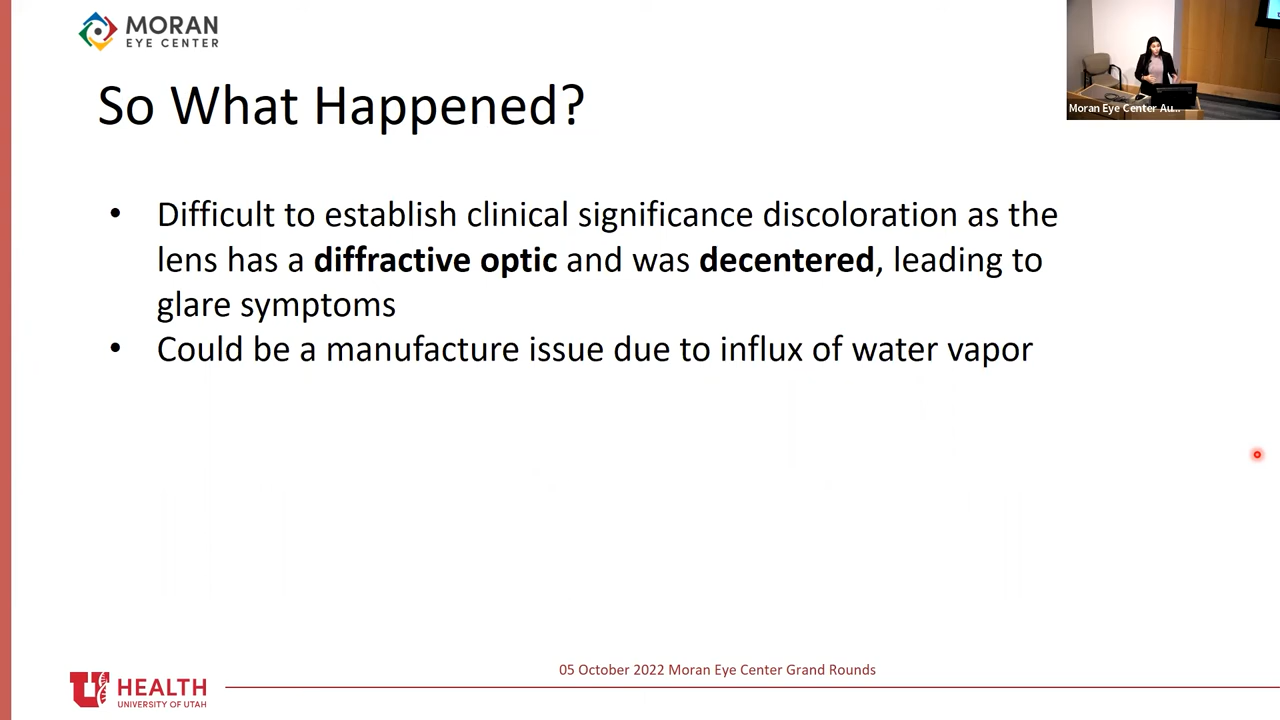 MORAN
EYE CENTER
Moran Eye Center Au...
So What Happened?
• Difficult to establish clinical significance discoloration as the
lens has a diffractive optic and was decentered, leading to
glare symptoms
• Could be a manufacture issue due to influx of water vapor
05 October 2022 Moran Eye Center Grand Rounds
U HEALTH
UNIVERSITY OF UTAH